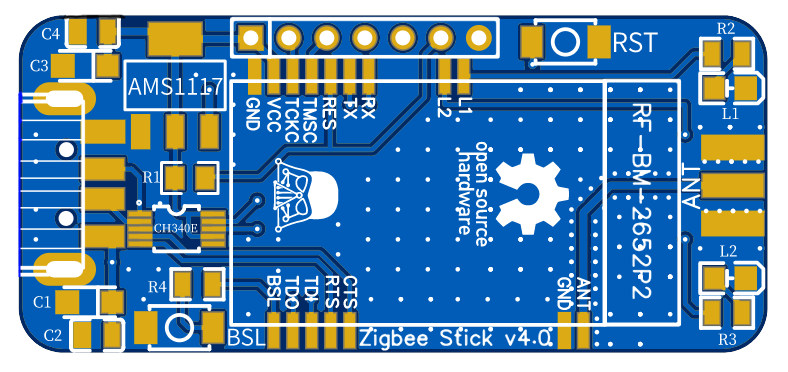 C4
C3
AMS1117
RST
R2
L1
GND
VCC
TCKC
TMSC
RES
TX
RX
L2
L1
RF-BM-2652P2
ANT
open source
hardware
R1
CH340E
R4
C1
C2
BSL
BSL
TDO
TDI
RTS
CTS
GND
ANT
Zigbee Stick v4.0
L2
R3